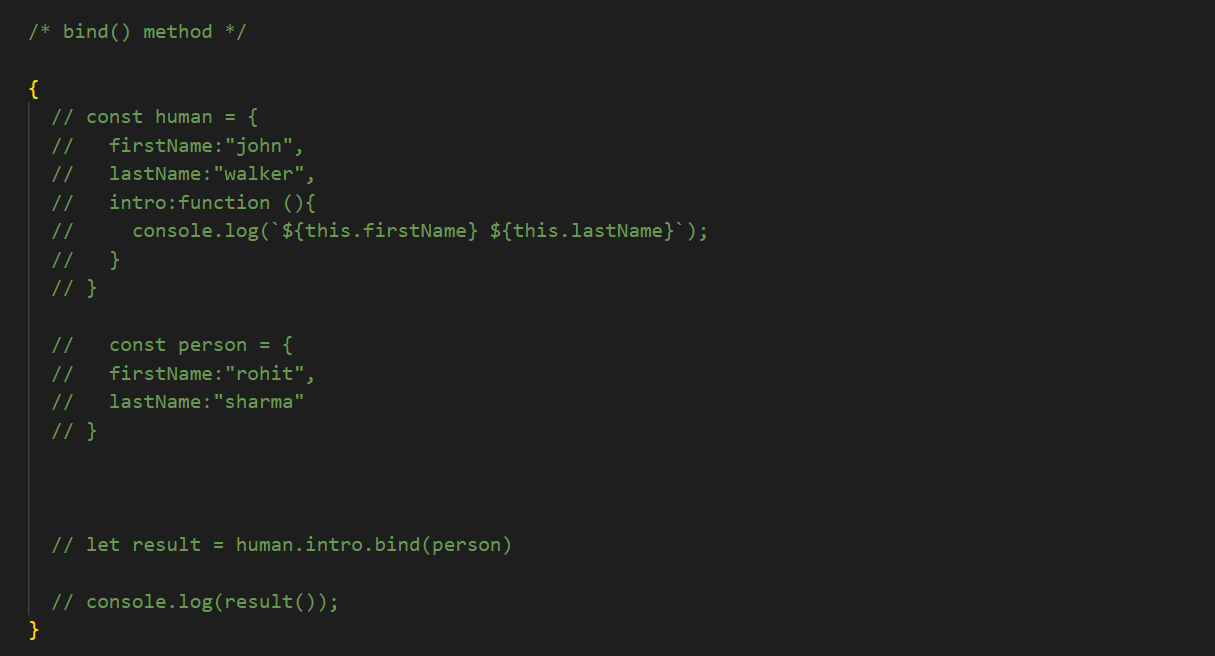 /* bind() method */
{
// const human = {
//   firstName:"john",
//   lastName:"walker",
//   intro:function (){
//     console.log(`${this.firstName} ${this.lastName}`);
//   }
// }
//   const person = {
//   firstName:"rohit",
//   lastName:"sharma"
// }
// let result = human.intro.bind(person)
// console.log(result());
}